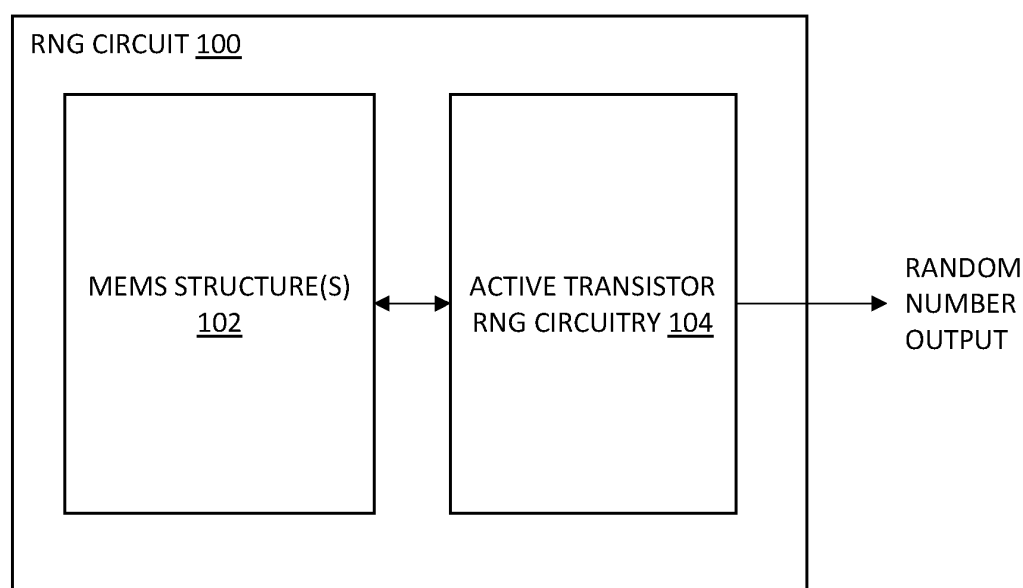 RNG CIRCUIT 100
MEMS STRUCTURE(S)
102
ACTIVE TRANSISTOR
RNG CIRCUITRY 104
RANDOM
NUMBER
OUTPUT